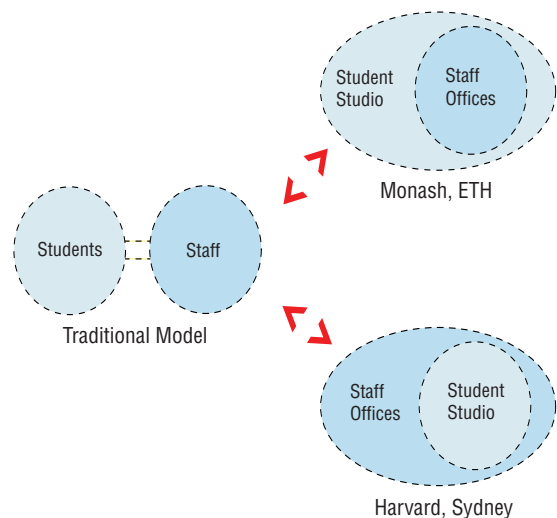 Student
Studio
Staff
Offices
Monash, ETH
Students
Staff
Traditional Model
Staff
Offices
Student
Studio
Harvard, Sydney